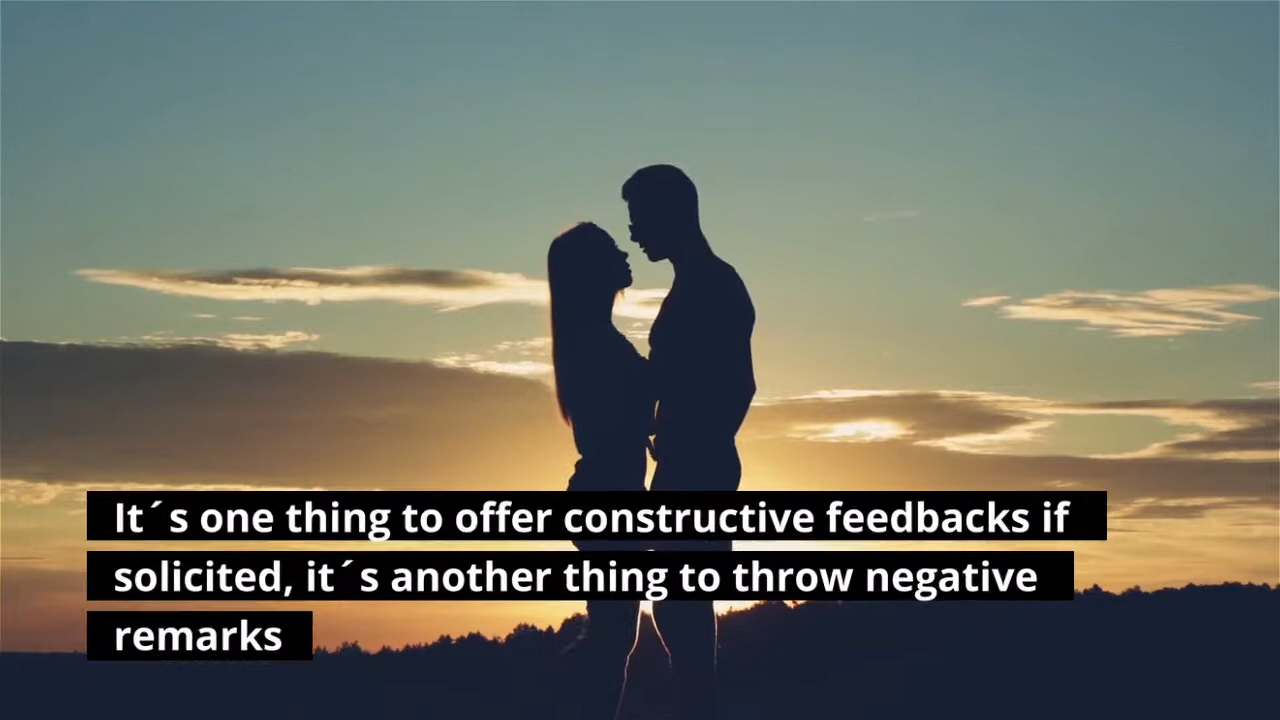 It´s one thing to offer constructive feedbacks if
solicited, it´s another thing to throw negative
remarks